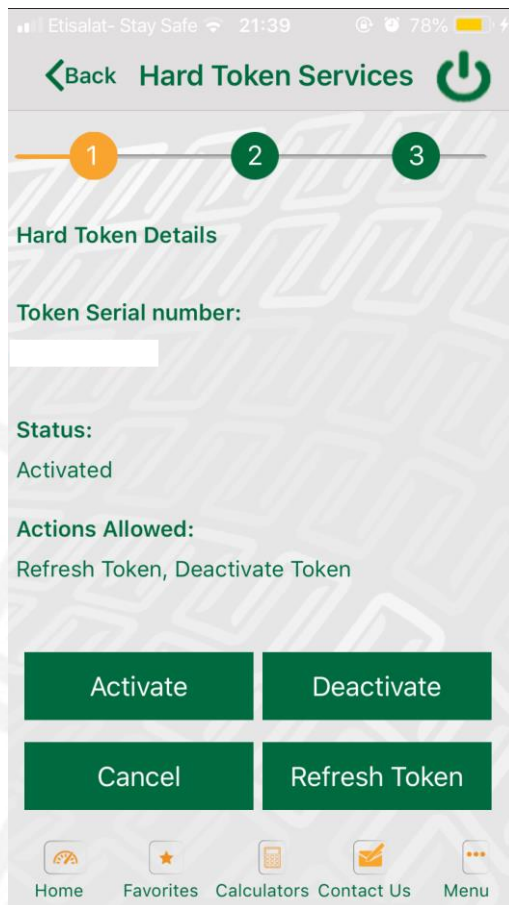 Etisalat- Stay Safe 21:39 78%
Back Hard Token Services
1 2 3
Hard Token Details
Token Serial number:
Status:
Activated
Actions Allowed:
Refresh Token, Deactivate Token
Activate Deactivate
Cancel Refresh Token
Home Favorites Calculators Contact Us Menu